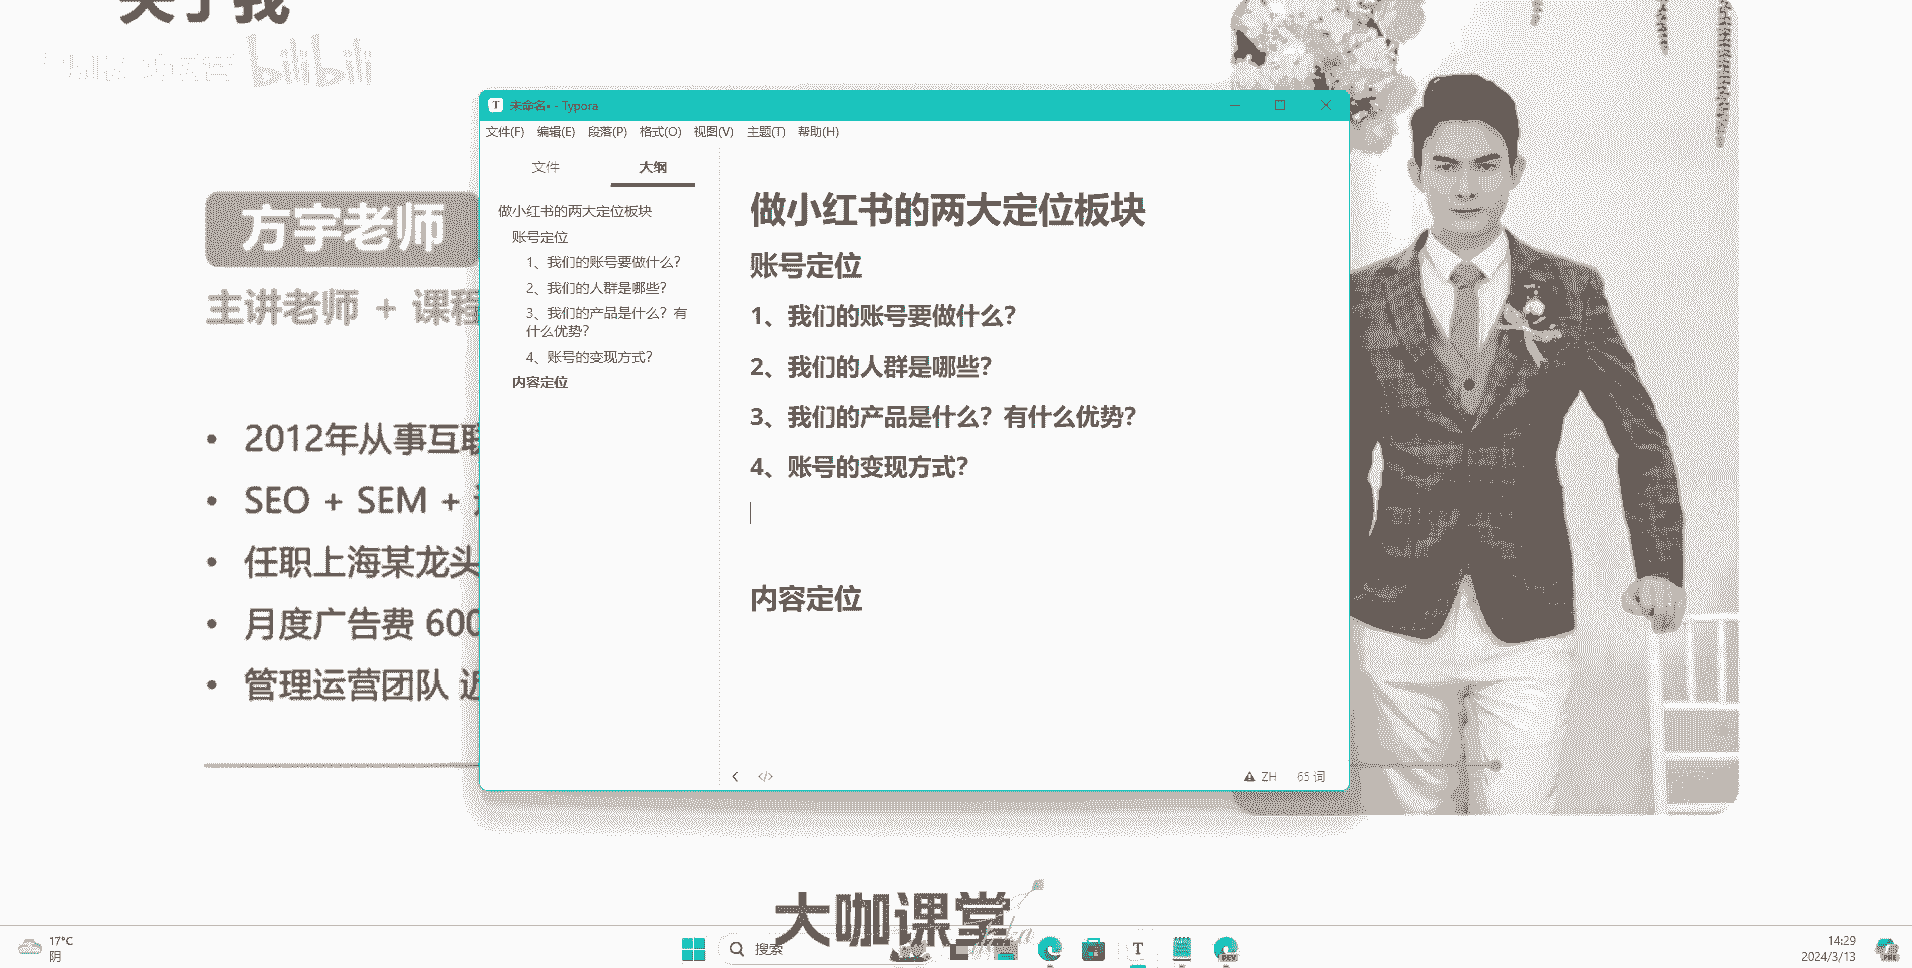 关于我
bilibili
方宇老师
主讲老师 + 课程
2012年从事互联
SEO + SEM +
任职上海某龙头
月度广告费 600
管理运营团队 近
未命名• - Typora
文件(F) 编辑(E) 段落(P) 格式(O) 视图(V) 主题(T) 帮助(H)
文件 大纲
做小红书的两大定位板块
账号定位
1、我们的账号要做什么？
2、我们的人群是哪些？
3、我们的产品是什么？有
什么优势？
4、账号的变现方式？
内容定位
做小红书的两大定位板块
账号定位
1、我们的账号要做什么？
2、我们的人群是哪些？
3、我们的产品是什么？有什么优势？
4、账号的变现方式？
内容定位
ZH 65 词
大咖课堂
17°C
阴
搜索
14:29
2024/3/13